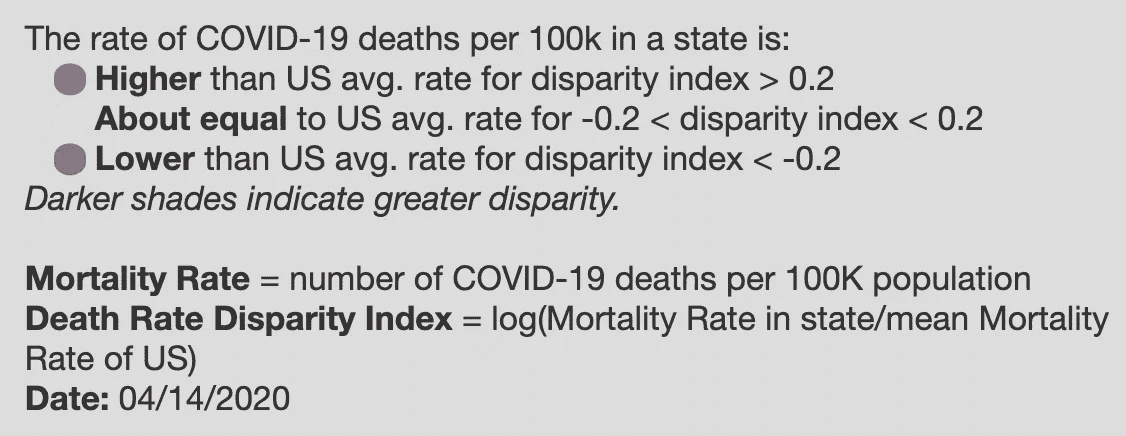 The rate of COVID-19 deaths per 100k in a state is:
Higher than US avg. rate for disparity index > 0.2
About equal to US avg. rate for -0.2 < disparity index < 0.2
Lower than US avg. rate for disparity index < -0.2
Darker shades indicate greater disparity.
Mortality Rate = number of COVID-19 deaths per 100K population
Death Rate Disparity Index = log(Mortality Rate in state/mean Mortality
Rate of US)
Date: 04/14/2020